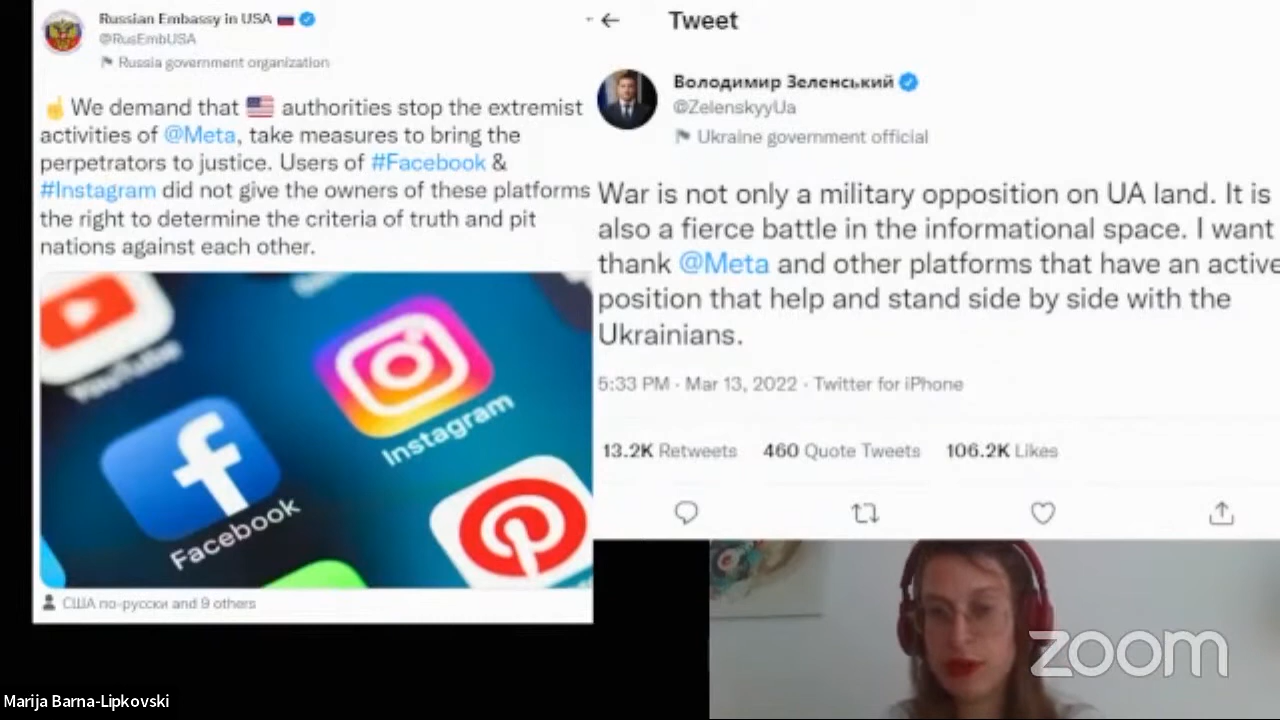 Russian Embassy in USA
@RusEmbUSA
Russia government organization
We demand that authorities stop the extremist
activities of @Meta, take measures to bring the
perpetrators to justice. Users of #Facebook &
#Instagram did not give the owners of these platforms
the right to determine the criteria of truth and pit
nations against each other.
YouTube
Instagram
Facebook
США по-русски and 9 others
Tweet
Володимир Зеленський
@ZelenskyyUa
Ukraine government official
War is not only a military opposition on UA land. It is
also a fierce battle in the informational space. I want
thank @Meta and other platforms that have an active
position that help and stand side by side with the
Ukrainians.
5:33 PM · Mar 13, 2022 · Twitter for iPhone
13.2K Retweets 460 Quote Tweets 106.2K Likes
zoom
Marija Barna-Lipkovski